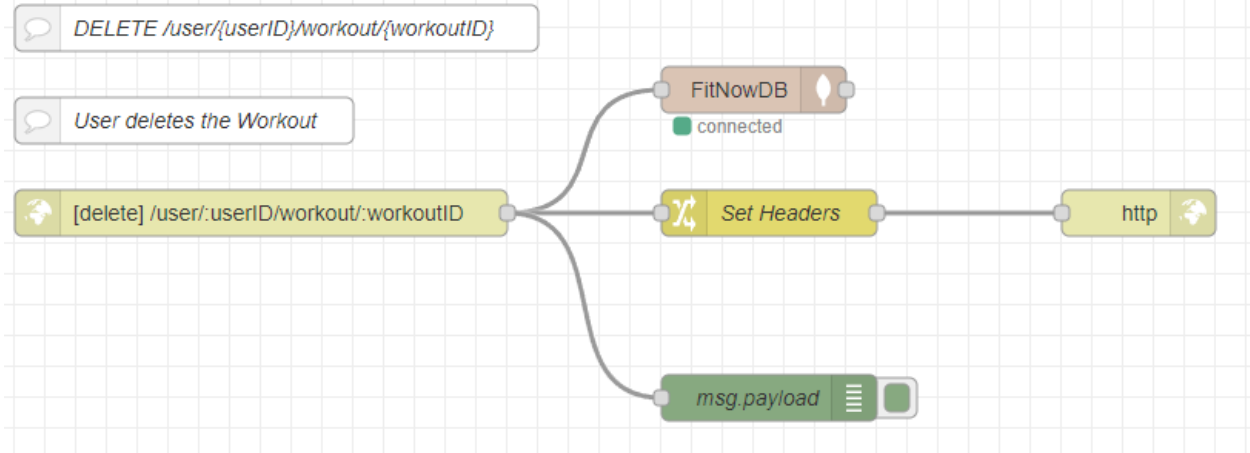 DELETE /user/{userID}/workout/{workoutID}
FitNowDB
connected
User deletes the Workout
[delete] /user/:userID/workout/:workoutID
Set Headers
http
msg.payload